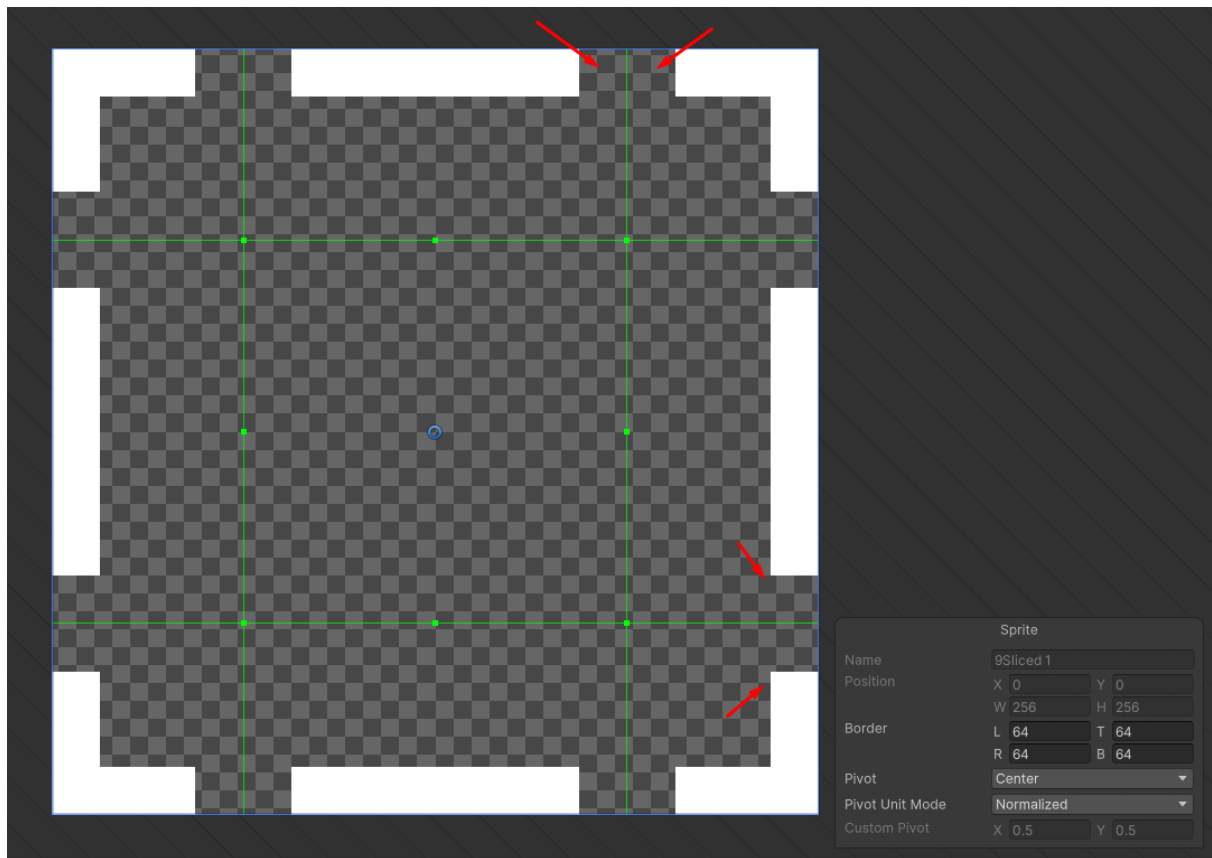 Sprite
Name 9Sliced 1
Position X 0 Y 0
W 256 H 256
Border L 64 T 64
R 64 B 64
Pivot Center
Pivot Unit Mode Normalized
Custom Pivot X 0.5 Y 0.5